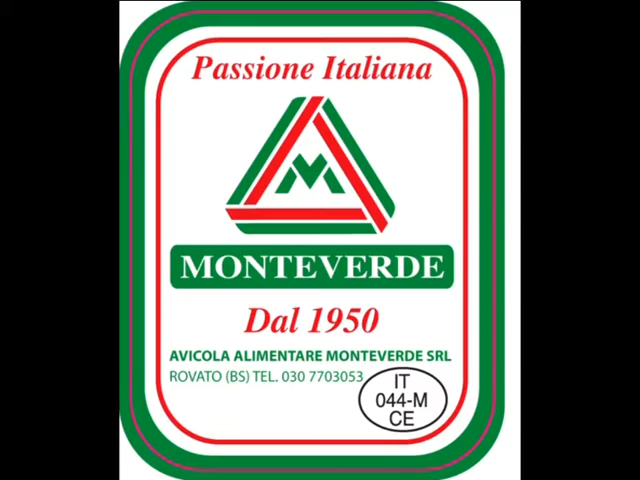 Passione Italiana
M
MONTEVERDE
Dal 1950
AVICOLA ALIMENTARE MONTEVERDE SRL
ROVATO (BS) TEL. 030 7703053
IT
044-M
CE